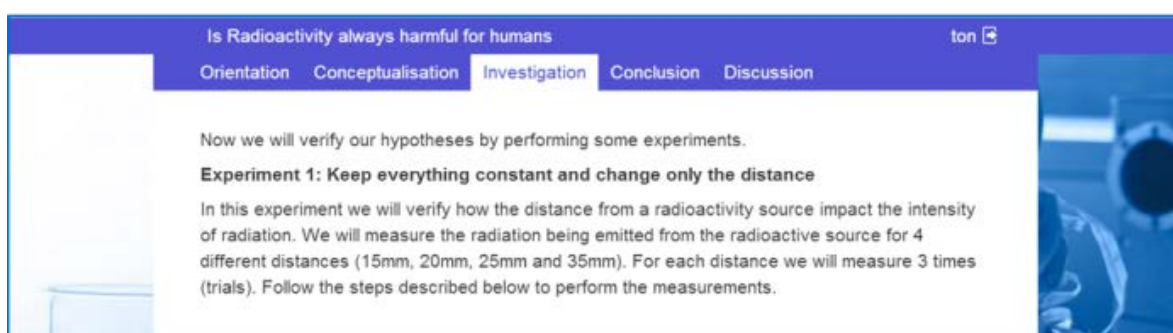 Is Radioactivity always harmful for humans ton
Orientation Conceptualisation Investigation Conclusion Discussion
Now we will verify our hypotheses by performing some experiments.
Experiment 1: Keep everything constant and change only the distance
In this experiment we will verify how the distance from a radioactivity source impact the intensity
of radiation. We will measure the radiation being emitted from the radioactive source for 4
different distances (15mm, 20mm, 25mm and 35mm). For each distance we will measure 3 times
(trials). Follow the steps described below to perform the measurements.